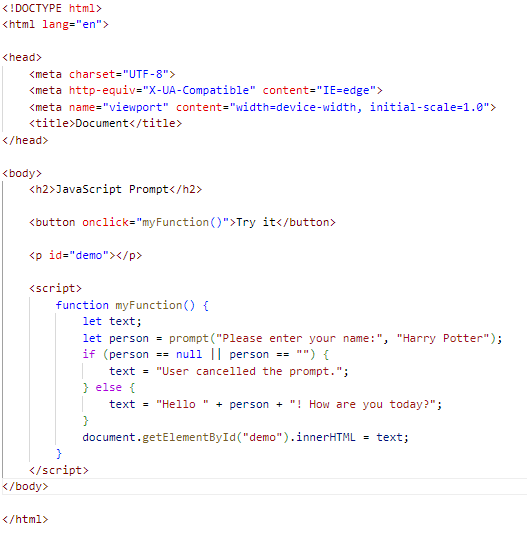 <!DOCTYPE html>
<html lang="en">
<head>
<meta charset="UTF-8">
<meta http-equiv="X-UA-Compatible" content="IE=edge">
<meta name="viewport" content="width=device-width, initial-scale=1.0">
<title>Document</title>
</head>
<body>
<h2>JavaScript Prompt</h2>
<button onclick="myFunction()">Try it</button>
<p id="demo"></p>
<script>
function myFunction() {
let text;
let person = prompt("Please enter your name:", "Harry Potter");
if (person == null || person == "") {
text = "User cancelled the prompt.";
} else {
text = "Hello " + person + "! How are you today?";
}
document.getElementById("demo").innerHTML = text;
}
</script>
</body>
</html>